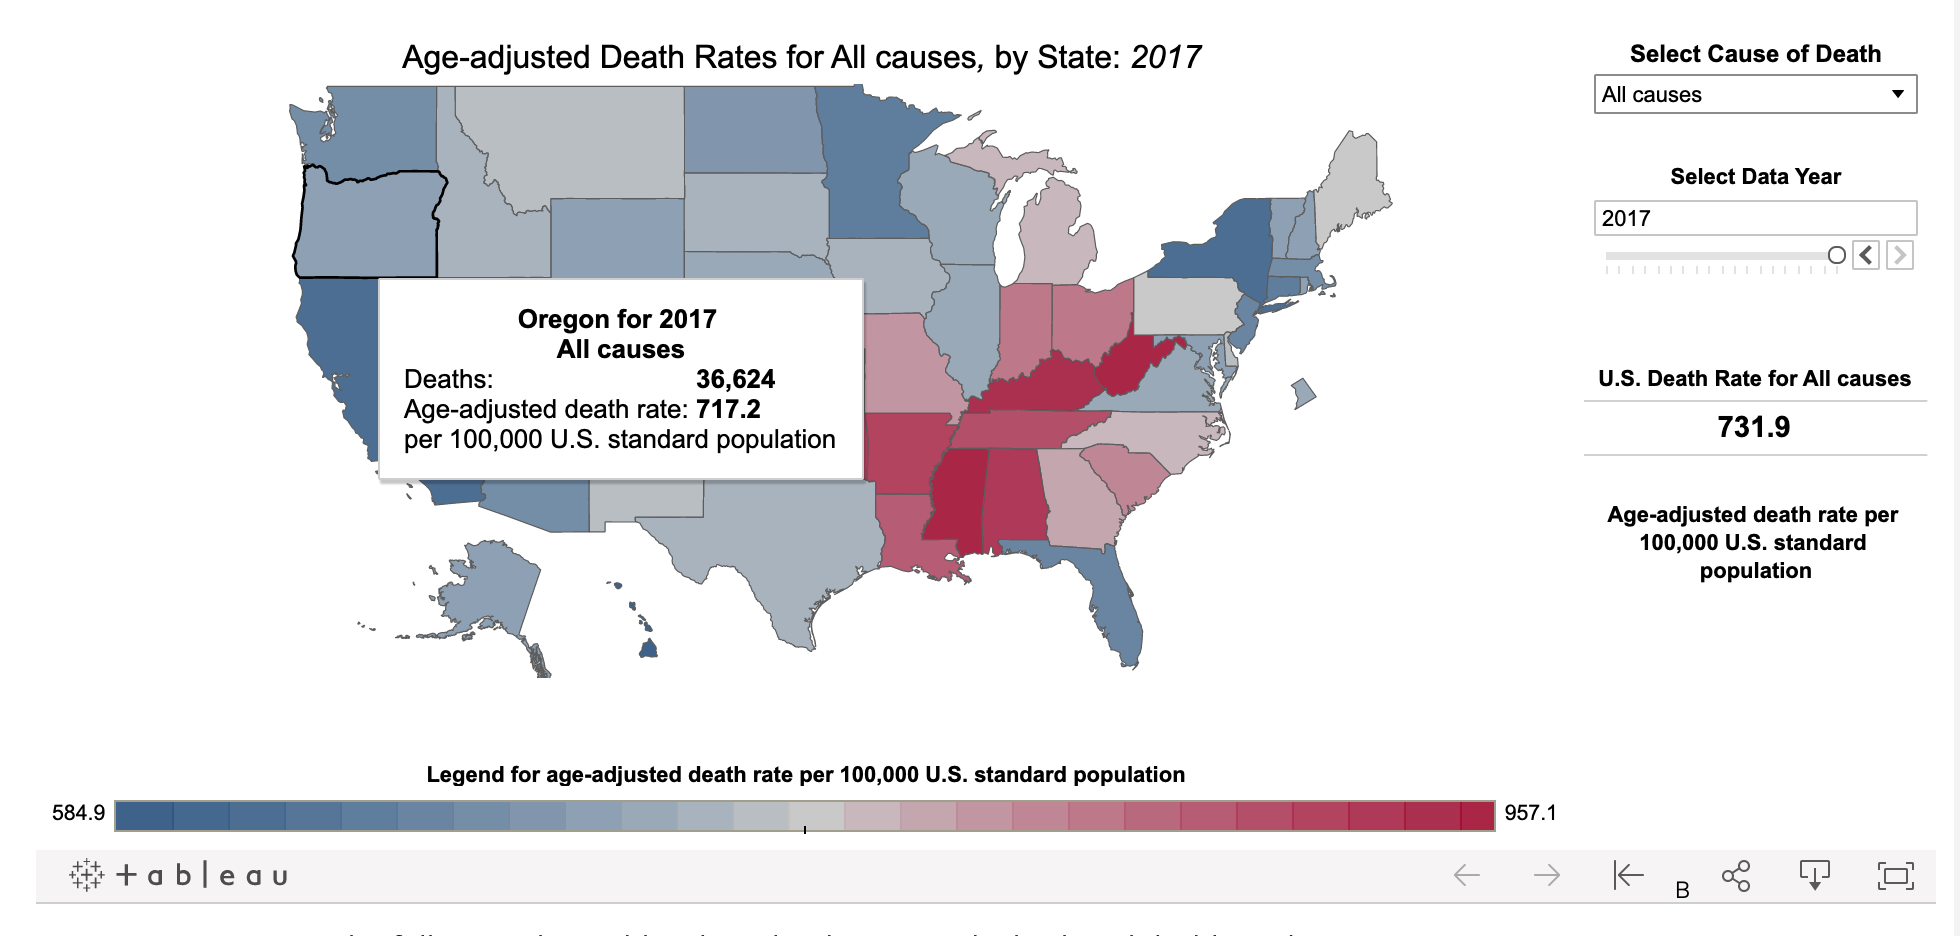 Age-adjusted Death Rates for All causes, by State: 2017
Select Cause of Death
All causes
Select Data Year
2017
Oregon for 2017
All causes
Deaths: 36,624
Age-adjusted death rate: 717.2
per 100,000 U.S. standard population
U.S. Death Rate for All causes
731.9
Age-adjusted death rate per
100,000 U.S. standard
population
Legend for age-adjusted death rate per 100,000 U.S. standard population
584.9
957.1
+ableau
B